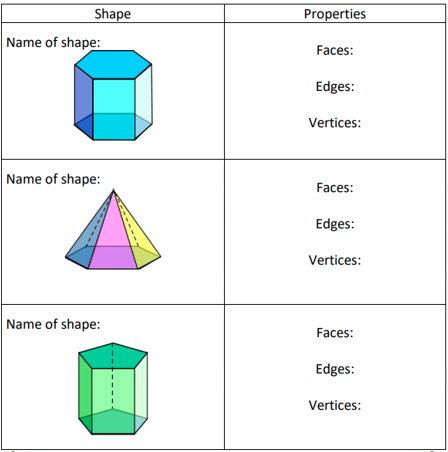 Shape
Properties
Name of shape:
Faces:
Edges:
Vertices:
Name of shape:
Faces:
Edges:
Vertices:
Name of shape:
Faces:
Edges:
Vertices: